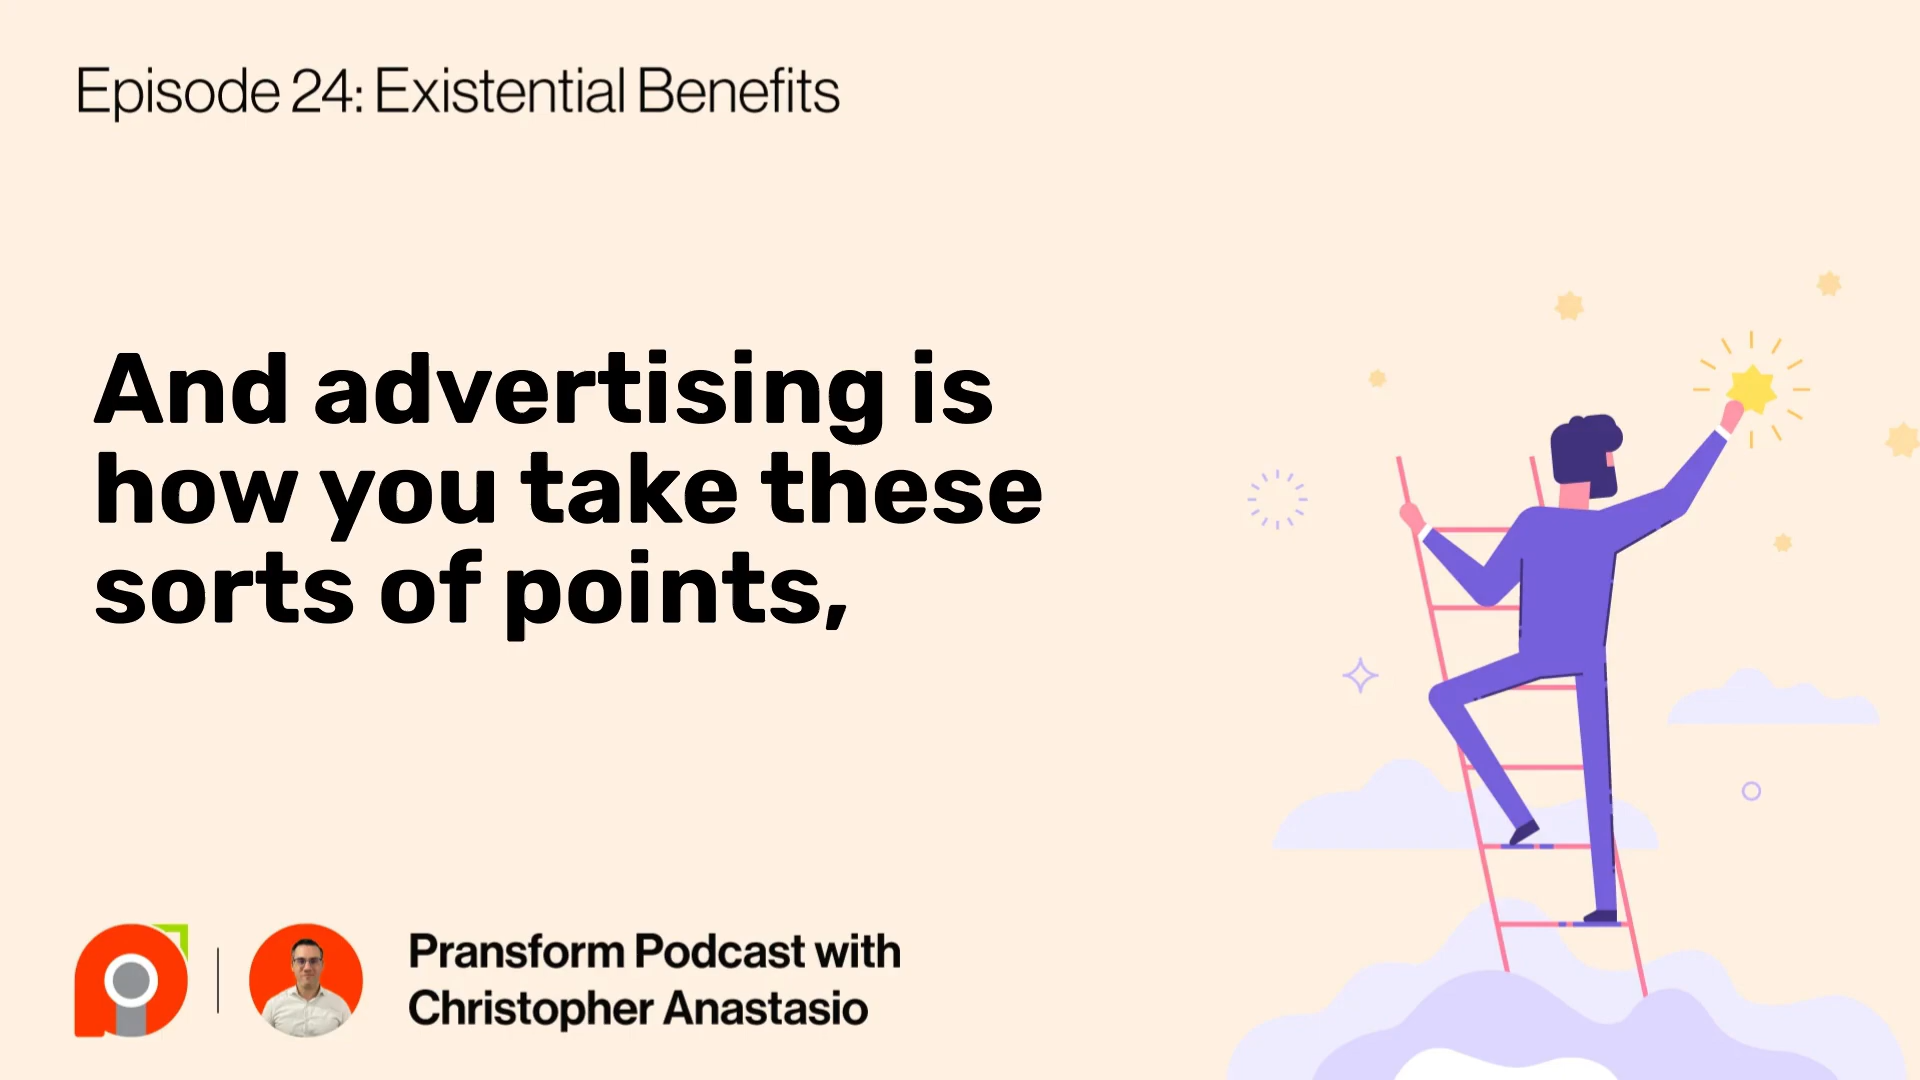 Episode 24: Existential Benefits
And advertising is
how you take these
sorts of points,
Pransform Podcast with
Christopher Anastasio